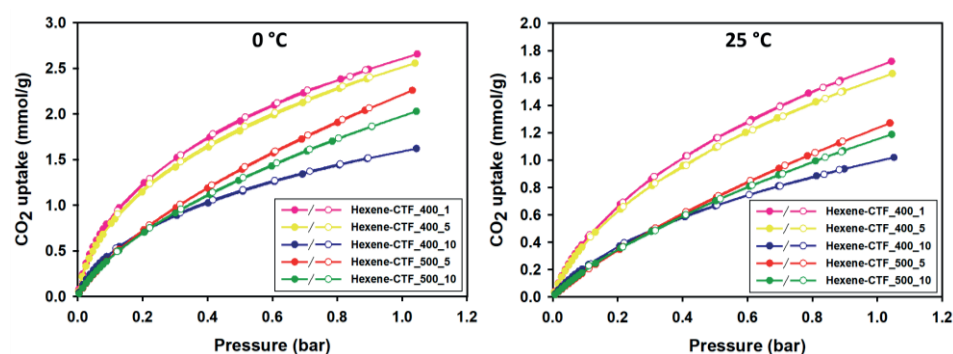 0 °C
CO2 uptake (mmol/g)
3.0
2.5
2.0
1.5
1.0
0.5
0.0
Hexene-CTF_400_1
Hexene-CTF_400_5
Hexene-CTF_400_10
Hexene-CTF_500_5
Hexene-CTF_500_10
0.0 0.2 0.4 0.6 0.8 1.0 1.2
Pressure (bar)
25 °C
CO2 uptake (mmol/g)
2.0
1.8
1.6
1.4
1.2
1.0
0.8
0.6
0.4
0.2
0.0
Hexene-CTF_400_1
Hexene-CTF_400_5
Hexene-CTF_400_10
Hexene-CTF_500_5
Hexene-CTF_500_10
0.0 0.2 0.4 0.6 0.8 1.0 1.2
Pressure (bar)